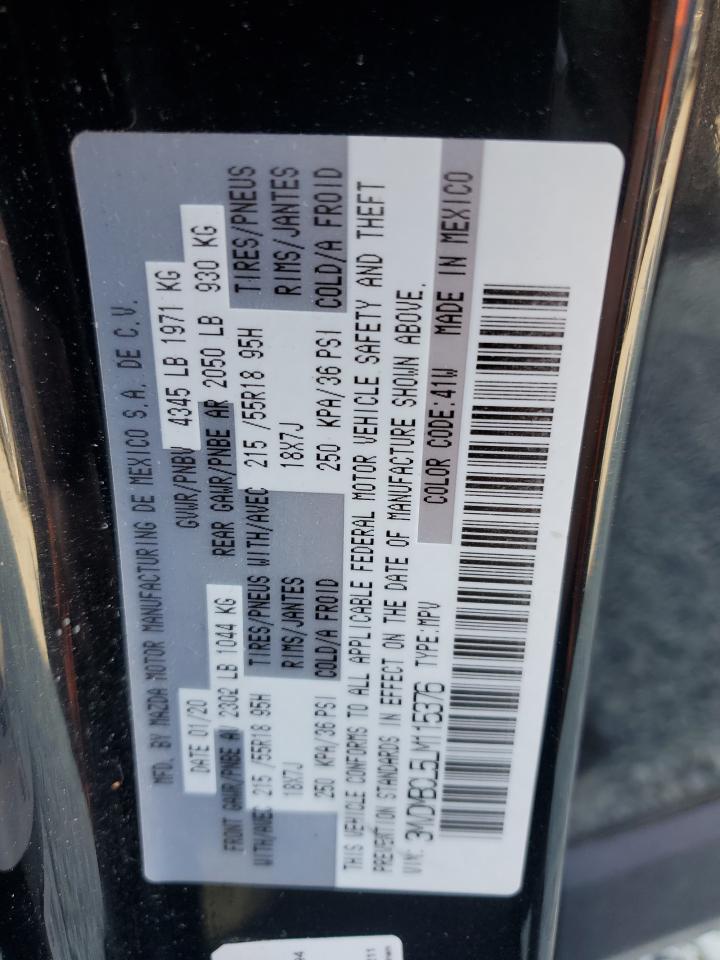 MFD. BY MAZDA MOTOR MANUFACTURING DE MEXICO S.A. DE C.V.
DATE 01/20 GVWR/PNBV 4345 LB 1971 KG
FRONT GAWR/PNBE A 2302 LB 1044 KG REAR GAWR/PNBE AR 2050 LB 930 KG
WITH/AVEC 215 /55R18 95H TIRES/PNEUS WITH/AVEC 215 /55R18 95H TIRES/PNEUS
18X7J RIMS/JANTES 18X7J RIMS/JANTES
250 KPA/36 PSI COLD/A FROID 250 KPA/36 PSI COLD/A FROID
THIS VEHICLE CONFORMS TO ALL APPLICABLE FEDERAL MOTOR VEHICLE SAFETY AND THEFT
PREVENTION STANDARDS IN EFFECT ON THE DATE OF MANUFACTURE SHOWN ABOVE.
COLOR CODE:41W MADE IN MEXICO
VIN: TYPE:MPV